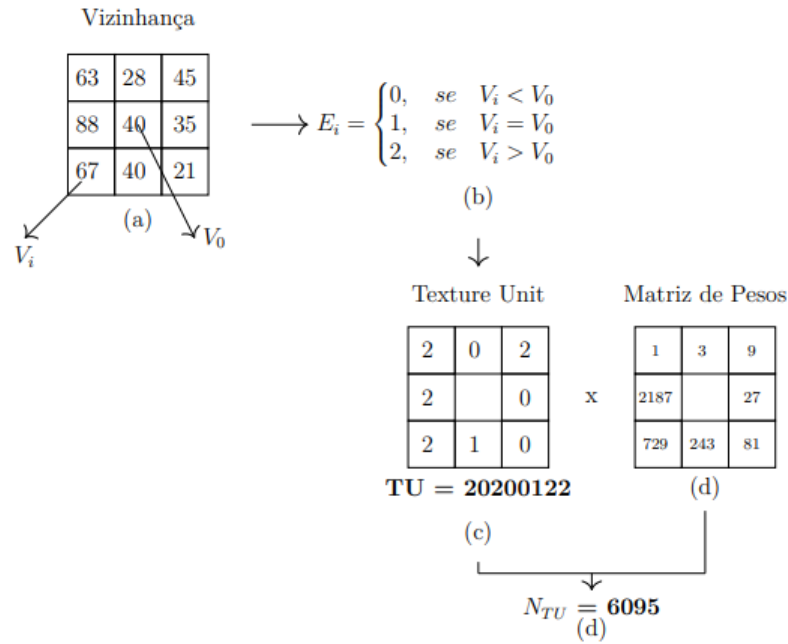 Vizinhança
63 28 45
88 40 35
67 40 21
(a)
V_i
V_0
E_i = { 0, se V_i < V_0
1, se V_i = V_0
2, se V_i > V_0
(b)
Texture Unit
2 0 2
2 0
2 1 0
TU = 20200122
(c)
x
Matriz de Pesos
1 3 9
2187 27
729 243 81
(d)
N_{TU} = 6095
(d)